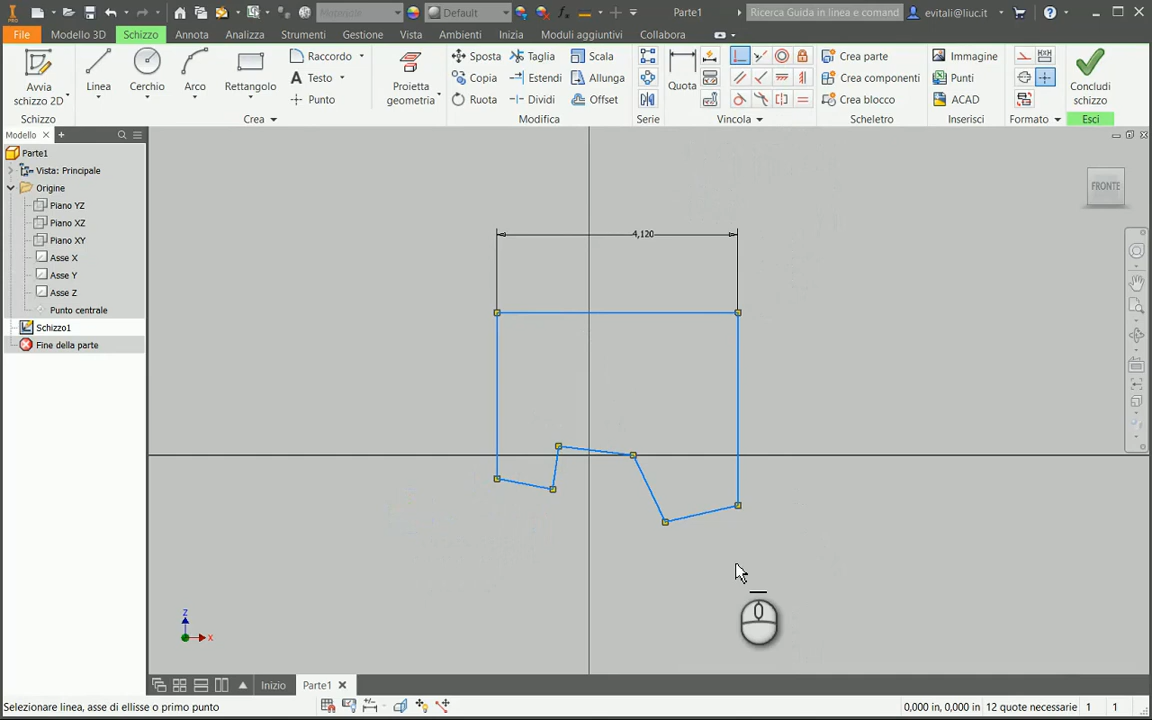 PRO
Materiale
Default
Parte1
Ricerca Guida in linea e comando
evitali@liuc.it
File
Modello 3D
Schizzo
Annota
Analizza
Strumenti
Gestione
Vista
Ambienti
Inizia
Moduli aggiuntivi
Collabora
Avvia
schizzo 2D
Linea
Cerchio
Arco
Rettangolo
Raccordo
Testo
Punto
Proietta
geometria
Sposta
Copia
Ruota
Taglia
Estendi
Dividi
Scala
Allunga
Offset
Quota
Crea parte
Crea componenti
Crea blocco
Immagine
Punti
ACAD
Concludi
schizzo
Schizzo
Crea
Modifica
Serie
Vincola
Scheletro
Inserisci
Formato
Esci
Modello
Parte1
Vista: Principale
Origine
Piano YZ
Piano XZ
Piano XY
Asse X
Asse Y
Asse Z
Punto centrale
Schizzo1
Fine della parte
FRONTE
4,120
Z
X
Inizio
Parte1
Selezionare linea, asse di ellisse o primo punto
0,000 in, 0,000 in
12 quote necessarie
1
1